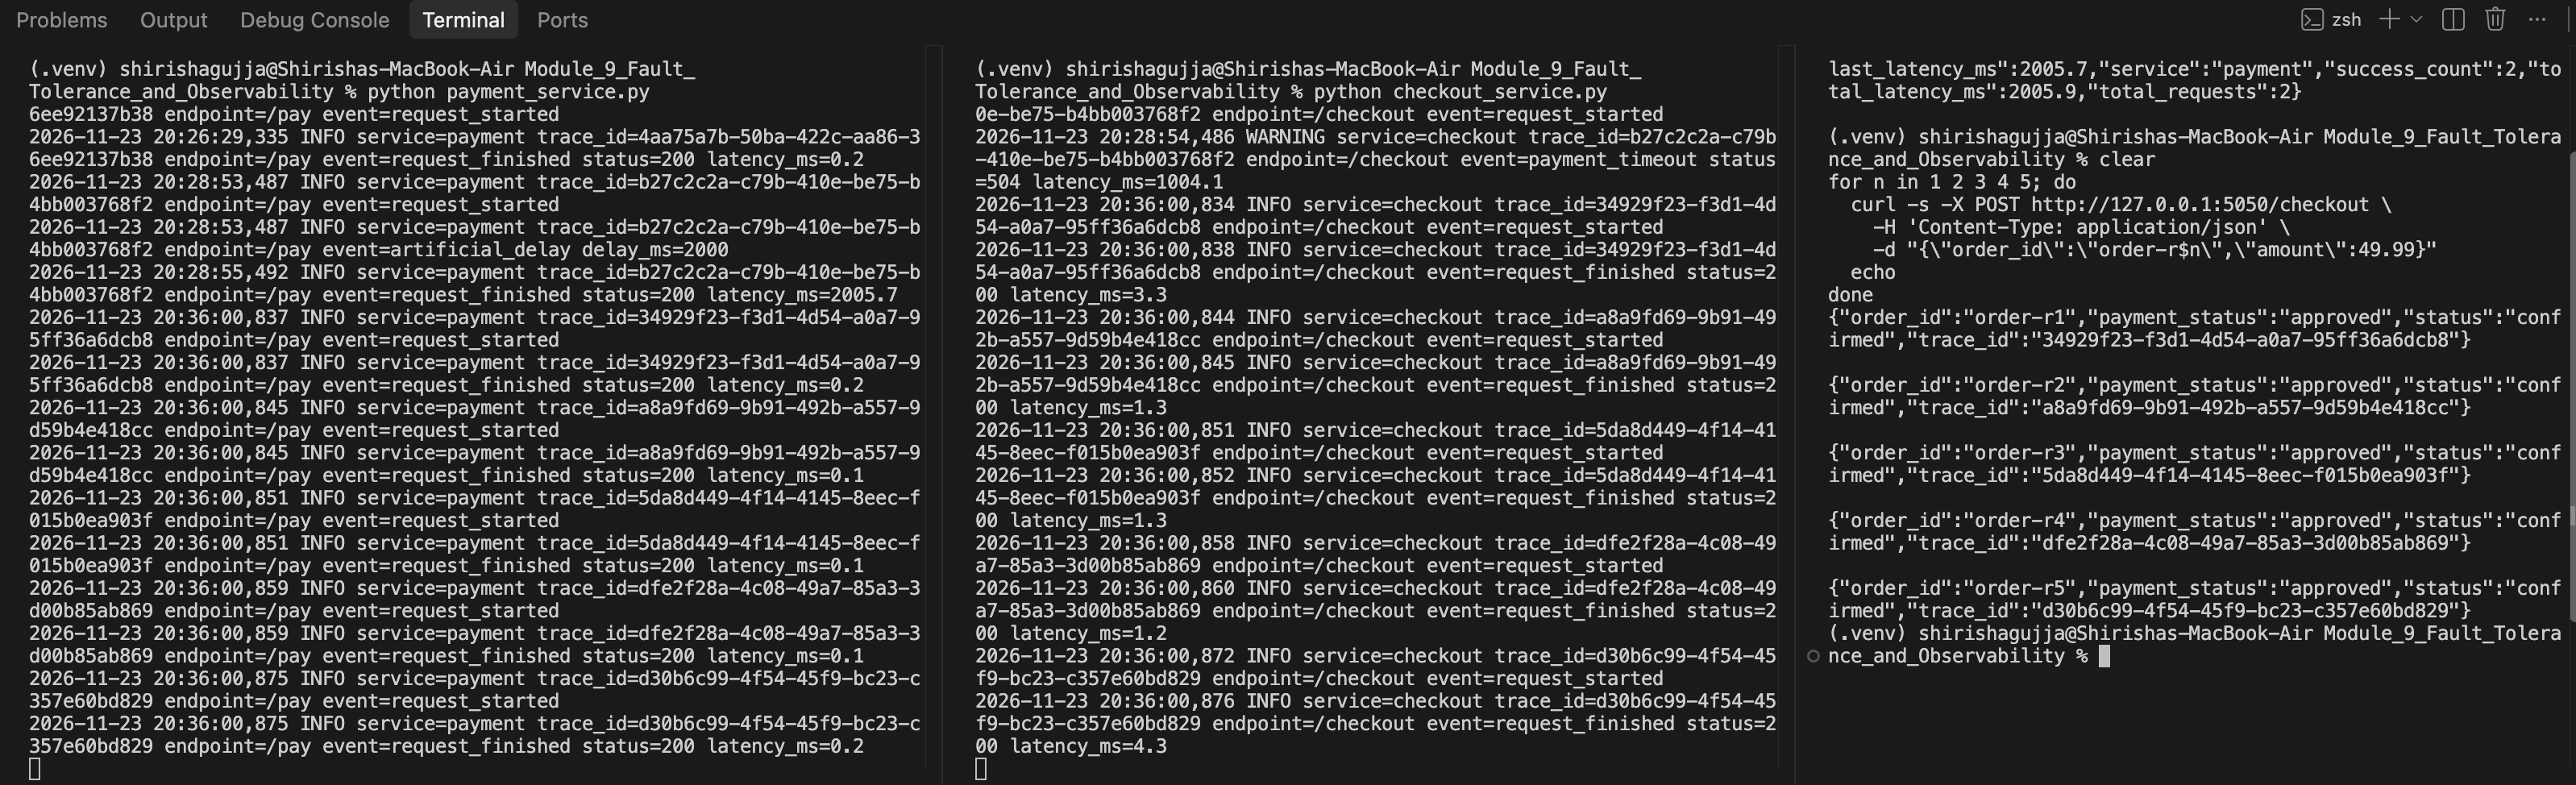 Problems Output Debug Console Terminal Ports zsh
(.venv) shirishagujja@Shirishas-MacBook-Air Module_9_Fault_
Tolerance_and_Observability % python payment_service.py
6ee92137b38 endpoint=/pay event=request_started
2026-11-23 20:26:29,335 INFO service=payment trace_id=4aa75a7b-50ba-422c-aa86-3
6ee92137b38 endpoint=/pay event=request_finished status=200 latency_ms=0.2
2026-11-23 20:28:53,487 INFO service=payment trace_id=b27c2c2a-c79b-410e-be75-b
4bb003768f2 endpoint=/pay event=request_started
2026-11-23 20:28:53,487 INFO service=payment trace_id=b27c2c2a-c79b-410e-be75-b
4bb003768f2 endpoint=/pay event=artificial_delay delay_ms=2000
2026-11-23 20:28:55,492 INFO service=payment trace_id=b27c2c2a-c79b-410e-be75-b
4bb003768f2 endpoint=/pay event=request_finished status=200 latency_ms=2005.7
2026-11-23 20:36:00,837 INFO service=payment trace_id=34929f23-f3d1-4d54-a0a7-9
5ff36a6dcb8 endpoint=/pay event=request_started
2026-11-23 20:36:00,837 INFO service=payment trace_id=34929f23-f3d1-4d54-a0a7-9
5ff36a6dcb8 endpoint=/pay event=request_finished status=200 latency_ms=0.2
2026-11-23 20:36:00,845 INFO service=payment trace_id=a8a9fd69-9b91-492b-a557-9
d59b4e418cc endpoint=/pay event=request_started
2026-11-23 20:36:00,845 INFO service=payment trace_id=a8a9fd69-9b91-492b-a557-9
d59b4e418cc endpoint=/pay event=request_finished status=200 latency_ms=0.1
2026-11-23 20:36:00,851 INFO service=payment trace_id=5da8d449-4f14-4145-8eec-f
015b0ea903f endpoint=/pay event=request_started
2026-11-23 20:36:00,851 INFO service=payment trace_id=5da8d449-4f14-4145-8eec-f
015b0ea903f endpoint=/pay event=request_finished status=200 latency_ms=0.1
2026-11-23 20:36:00,859 INFO service=payment trace_id=dfe2f28a-4c08-49a7-85a3-3
d00b85ab869 endpoint=/pay event=request_started
2026-11-23 20:36:00,859 INFO service=payment trace_id=dfe2f28a-4c08-49a7-85a3-3
d00b85ab869 endpoint=/pay event=request_finished status=200 latency_ms=0.1
2026-11-23 20:36:00,875 INFO service=payment trace_id=d30b6c99-4f54-45f9-bc23-c
357e60bd829 endpoint=/pay event=request_started
2026-11-23 20:36:00,875 INFO service=payment trace_id=d30b6c99-4f54-45f9-bc23-c
357e60bd829 endpoint=/pay event=request_finished status=200 latency_ms=0.2
(.venv) shirishagujja@Shirishas-MacBook-Air Module_9_Fault_
Tolerance_and_Observability % python checkout_service.py
0e-be75-b4bb003768f2 endpoint=/checkout event=request_started
2026-11-23 20:28:54,486 WARNING service=checkout trace_id=b27c2c2a-c79b
-410e-be75-b4bb003768f2 endpoint=/checkout event=payment_timeout status
=504 latency_ms=1004.1
2026-11-23 20:36:00,834 INFO service=checkout trace_id=34929f23-f3d1-4d
54-a0a7-95ff36a6dcb8 endpoint=/checkout event=request_started
2026-11-23 20:36:00,838 INFO service=checkout trace_id=34929f23-f3d1-4d
54-a0a7-95ff36a6dcb8 endpoint=/checkout event=request_finished status=2
00 latency_ms=3.3
2026-11-23 20:36:00,844 INFO service=checkout trace_id=a8a9fd69-9b91-49
2b-a557-9d59b4e418cc endpoint=/checkout event=request_started
2026-11-23 20:36:00,845 INFO service=checkout trace_id=a8a9fd69-9b91-49
2b-a557-9d59b4e418cc endpoint=/checkout event=request_finished status=2
00 latency_ms=1.3
2026-11-23 20:36:00,851 INFO service=checkout trace_id=5da8d449-4f14-41
45-8eec-f015b0ea903f endpoint=/checkout event=request_started
2026-11-23 20:36:00,852 INFO service=checkout trace_id=5da8d449-4f14-41
45-8eec-f015b0ea903f endpoint=/checkout event=request_finished status=2
00 latency_ms=1.3
2026-11-23 20:36:00,858 INFO service=checkout trace_id=dfe2f28a-4c08-49
a7-85a3-3d00b85ab869 endpoint=/checkout event=request_started
2026-11-23 20:36:00,860 INFO service=checkout trace_id=dfe2f28a-4c08-49
a7-85a3-3d00b85ab869 endpoint=/checkout event=request_finished status=2
00 latency_ms=1.2
2026-11-23 20:36:00,872 INFO service=checkout trace_id=d30b6c99-4f54-45
f9-bc23-c357e60bd829 endpoint=/checkout event=request_started
2026-11-23 20:36:00,876 INFO service=checkout trace_id=d30b6c99-4f54-45
f9-bc23-c357e60bd829 endpoint=/checkout event=request_finished status=2
00 latency_ms=4.3
last_latency_ms":2005.7,"service":"payment","success_count":2,"to
tal_latency_ms":2005.9,"total_requests":2}
(.venv) shirishagujja@Shirishas-MacBook-Air Module_9_Fault_Tolera
nce_and_Observability % clear
for n in 1 2 3 4 5; do
  curl -s -X POST http://127.0.0.1:5050/checkout \
    -H 'Content-Type: application/json' \
    -d "{\"order_id\":\"order-r$n\",\"amount\":49.99}"
  echo
done
{"order_id":"order-r1","payment_status":"approved","status":"conf
irmed","trace_id":"34929f23-f3d1-4d54-a0a7-95ff36a6dcb8"}
{"order_id":"order-r2","payment_status":"approved","status":"conf
irmed","trace_id":"a8a9fd69-9b91-492b-a557-9d59b4e418cc"}
{"order_id":"order-r3","payment_status":"approved","status":"conf
irmed","trace_id":"5da8d449-4f14-4145-8eec-f015b0ea903f"}
{"order_id":"order-r4","payment_status":"approved","status":"conf
irmed","trace_id":"dfe2f28a-4c08-49a7-85a3-3d00b85ab869"}
{"order_id":"order-r5","payment_status":"approved","status":"conf
irmed","trace_id":"d30b6c99-4f54-45f9-bc23-c357e60bd829"}
(.venv) shirishagujja@Shirishas-MacBook-Air Module_9_Fault_Tolera
nce_and_Observability %